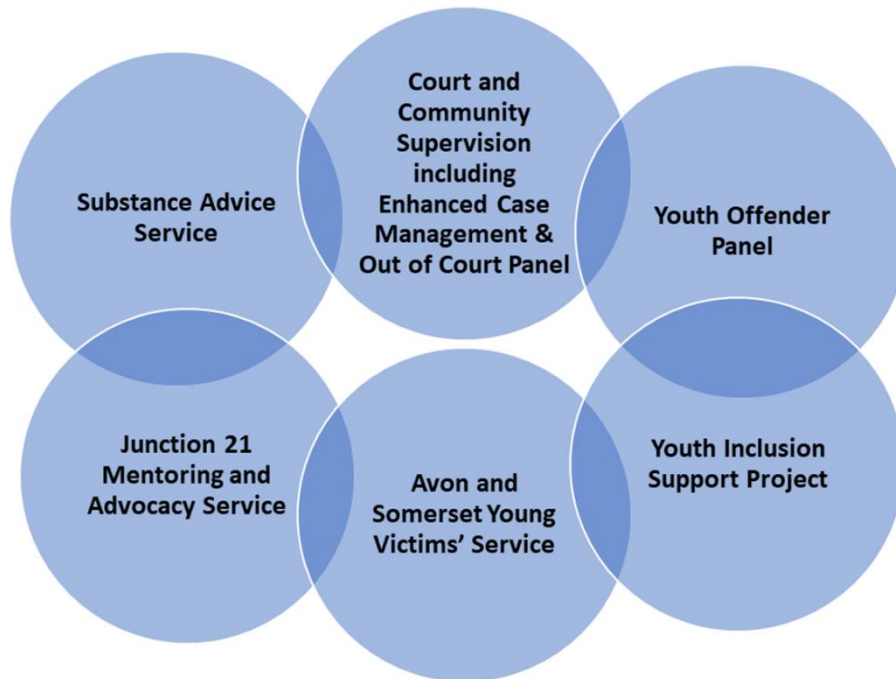 Substance Advice
Service
Court and
Community
Supervision
including
Enhanced Case
Management &
Out of Court Panel
Youth Offender
Panel
Junction 21
Mentoring and
Advocacy Service
Avon and
Somerset Young
Victims’ Service
Youth Inclusion
Support Project